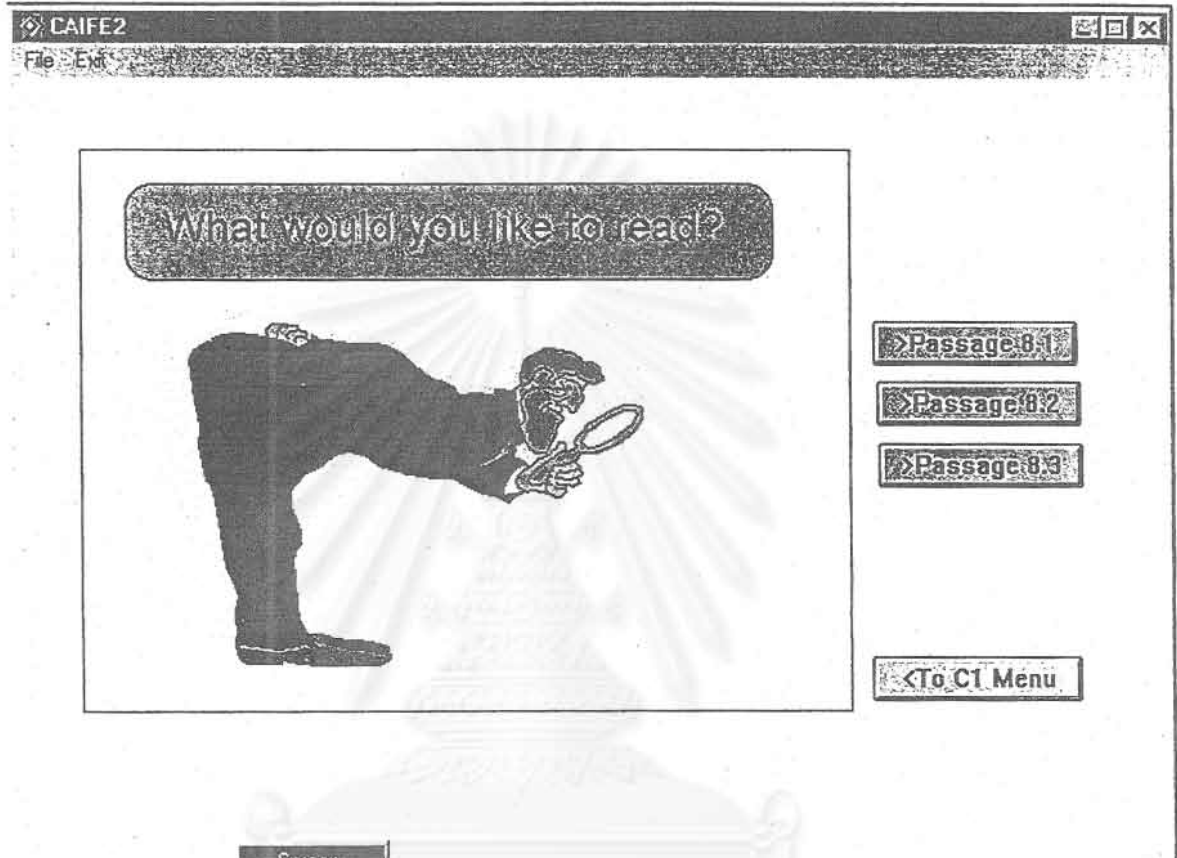 CAIFE2
File Exit
What would you like to read?
>Passage 8.1
>Passage 8.2
>Passage 8.3
<To C1 Menu